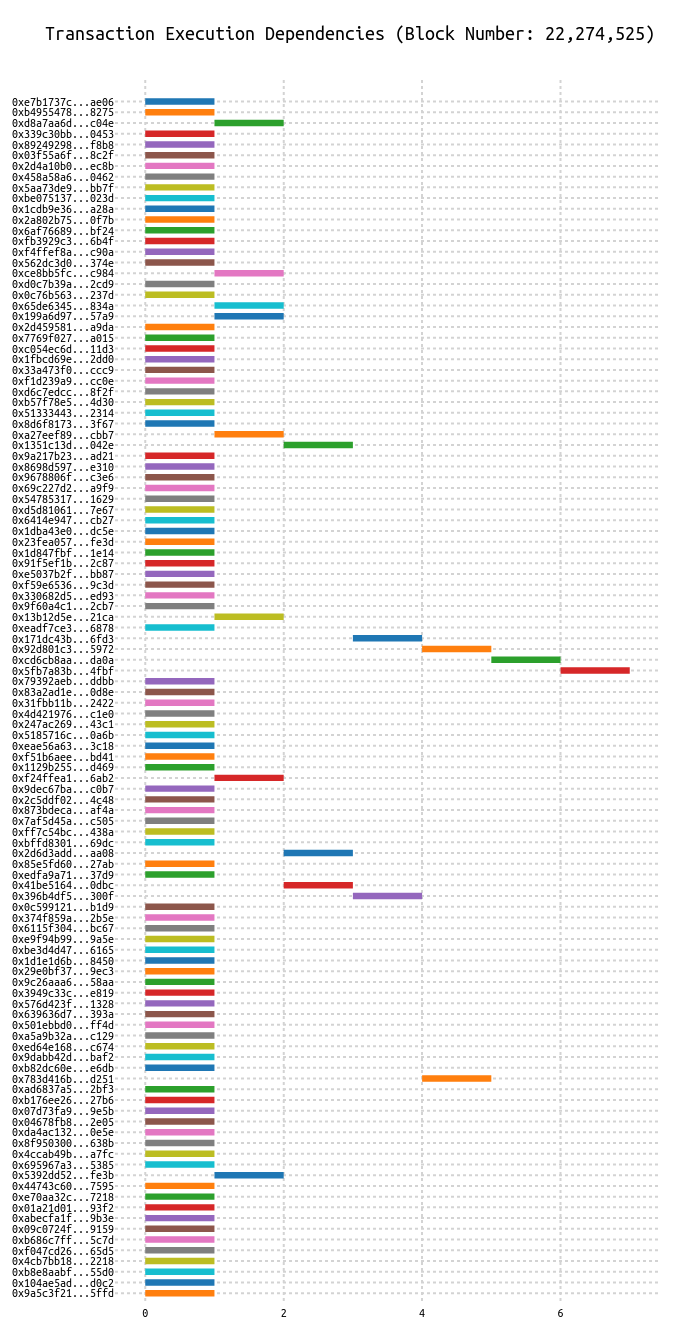 Transaction Execution Dependencies (Block Number: 22,274,525)
0xe7b1737c...ae06
0xb4955478...8275
0xd8a7aa6d...c04e
0x339c30bb...0453
0x89249298...f8b8
0x03f55a6f...8c2f
0x2d4a10b0...ec8b
0x458a58a6...0462
0x5aa73de9...bb7f
0xbe075137...023d
0x1cdb9e36...a28a
0x2a802b75...0f7b
0x6af76689...bf24
0xfb3929c3...6b4f
0xf4ffef8a...c90a
0x562dc3d0...374e
0xce8bb5fc...c984
0xd0c7b39a...2cd9
0x0c76b563...237d
0x65de6345...834a
0x199a6d97...57a9
0x2d459581...a9da
0x7769f027...a015
0xc054ec6d...11d3
0x1fbcd69e...2dd0
0x33a473f0...ccc9
0xf1d239a9...cc0e
0xd6c7edcc...8f2f
0xb57f78e5...4d30
0x51333443...2314
0x8d6f8173...3f67
0xa27eef89...cbb7
0x1351c13d...042e
0x9a217b23...ad21
0x8698d597...e310
0x9678806f...c3e6
0x69c227d2...a9f9
0x54785317...1629
0xd5d81061...7e67
0x6414e947...cb27
0x1dba43e0...dc5e
0x23fea057...fe3d
0x1d847fbf...1e14
0x91f5ef1b...2c87
0xe5037b2f...bb87
0xf59e6536...9c3d
0x330682d5...ed93
0x9f60a4c1...2cb7
0x13b12d5e...21ca
0xeadf7ce3...6878
0x171dc43b...6fd3
0x92d801c3...5972
0xcd6cb8aa...da0a
0x5fb7a83b...4fbf
0x79392aeb...ddbb
0x83a2ad1e...0d8e
0x31fbb11b...2422
0x4d421976...c1e0
0x247ac269...43c1
0x5185716c...0a6b
0xeae56a63...3c18
0xf51b6aee...bd41
0x1129b255...d469
0xf24ffea1...6ab2
0x9dec67ba...c0b7
0x2c5ddf02...4c48
0x873bdeca...af4a
0x7af5d45a...c505
0xff7c54bc...438a
0xbffd8301...69dc
0x2d6d3add...aa08
0x85e5fd60...27ab
0xedfa9a71...37d9
0x41be5164...0dbc
0x396b4df5...300f
0x0c599121...b1d9
0x374f859a...2b5e
0x6115f304...bc67
0xe9f94b99...9a5e
0xbe3d4d47...6165
0x1d1e1d6b...8450
0x29e0bf37...9ec3
0x9c26aaa6...58aa
0x3949c33c...e819
0x576d423f...1328
0x639636d7...393a
0x501ebbd0...ff4d
0xa5a9b32a...c129
0xed64e168...c674
0x9dabb42d...baf2
0xb82dc60e...e6db
0x783d416b...d251
0xad6837a5...2bf3
0xb176ee26...27b6
0x07d73fa9...9e5b
0x04678fb8...2e05
0xda4ac132...0e5e
0x8f950300...638b
0x4ccab49b...a7fc
0x695967a3...5385
0x5392dd52...fe3b
0x44743c60...7595
0xe70aa32c...7218
0x01a21d01...93f2
0xabecfa1f...9b3e
0x09c0724f...9159
0xb686c7ff...5c7d
0xf047cd26...65d5
0x4cb7bb18...2218
0xb8e8aabf...55d0
0x104ae5ad...d0c2
0x9a5c3f21...5ffd
0 2 4 6